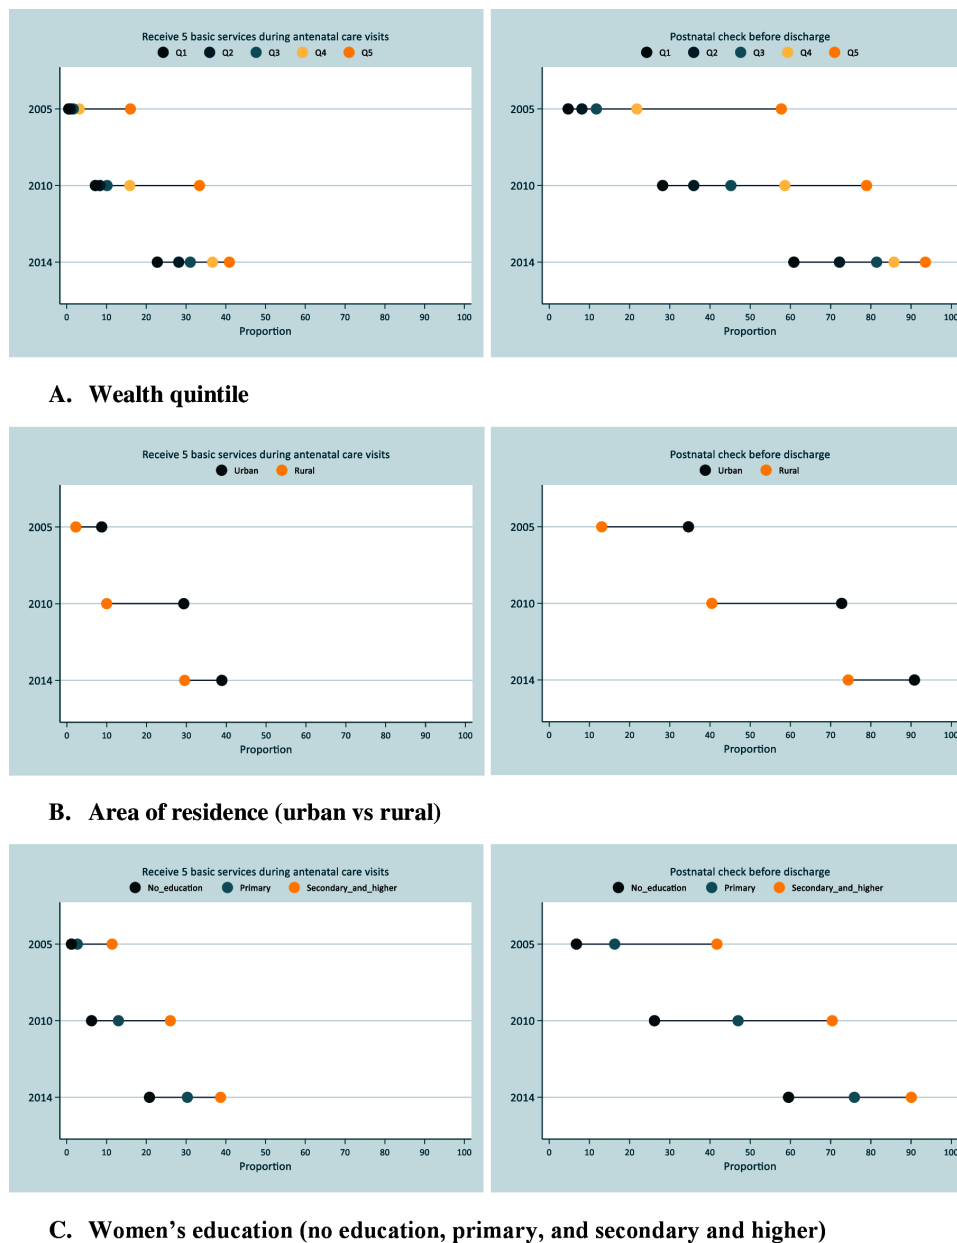 Receive 5 basic services during antenatal care visits
Q1 Q2 Q3 Q4 Q5
2005
2010
2014
0 10 20 30 40 50 60 70 80 90 100
Proportion
Postnatal check before discharge
Q1 Q2 Q3 Q4 Q5
2005
2010
2014
0 10 20 30 40 50 60 70 80 90 100
Proportion
A. Wealth quintile
Receive 5 basic services during antenatal care visits
Urban Rural
2005
2010
2014
0 10 20 30 40 50 60 70 80 90 100
Proportion
Postnatal check before discharge
Urban Rural
2005
2010
2014
0 10 20 30 40 50 60 70 80 90 100
Proportion
B. Area of residence (urban vs rural)
Receive 5 basic services during antenatal care visits
No_education Primary Secondary_and_higher
2005
2010
2014
0 10 20 30 40 50 60 70 80 90 100
Proportion
Postnatal check before discharge
No_education Primary Secondary_and_higher
2005
2010
2014
0 10 20 30 40 50 60 70 80 90 100
Proportion
C. Women’s education (no education, primary, and secondary and higher)